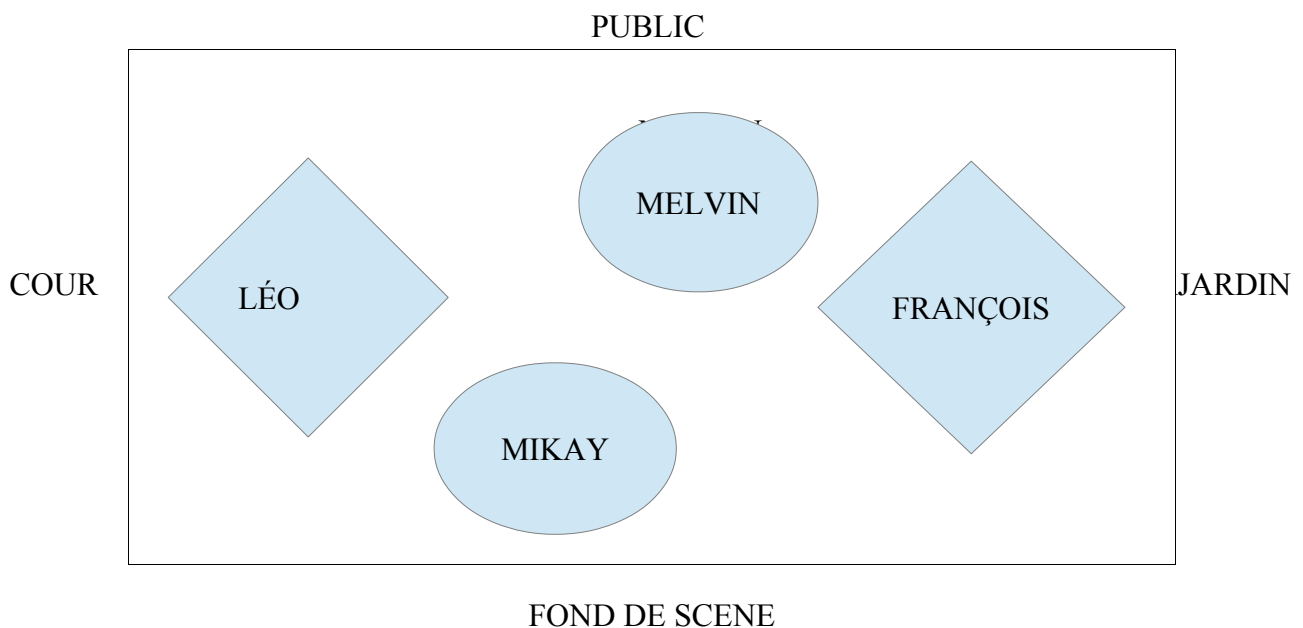 PUBLIC
MELVIN
COUR
LÉO
FRANÇOIS
JARDIN
MIKAY
FOND DE SCENE